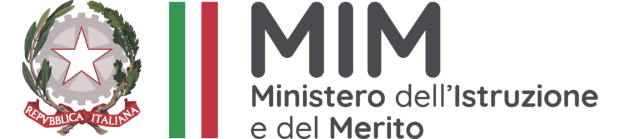 MIM
Ministero dell'Istruzione
e del Merito
REPVBBLICA ITALIANA